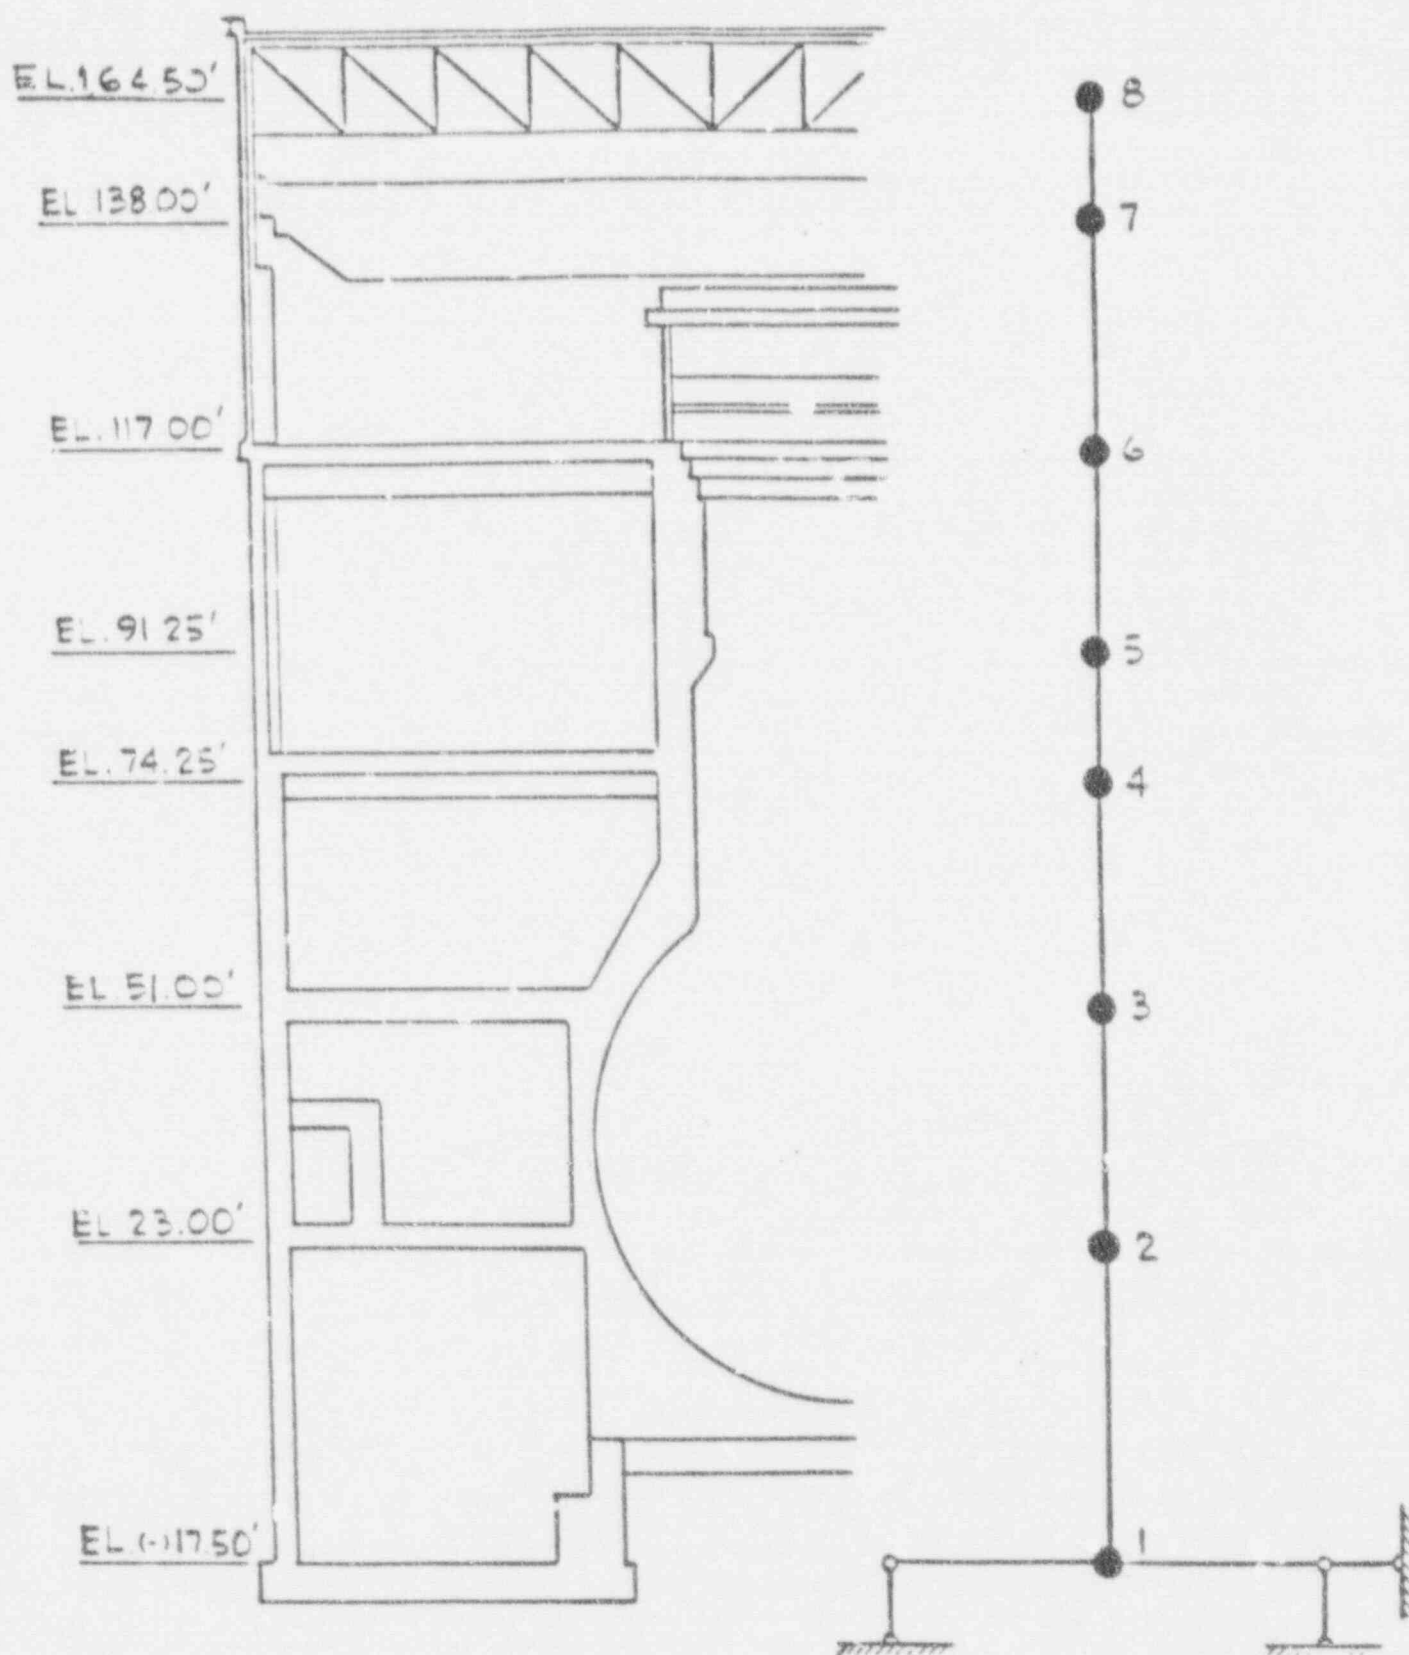 EL.164.50'
8
EL 138.00'
7
EL.117.00'
6
EL.91.25'
5
EL.74.25'
4
EL.51.00'
3
EL 23.00'
2
EL.(-)17.50'
1